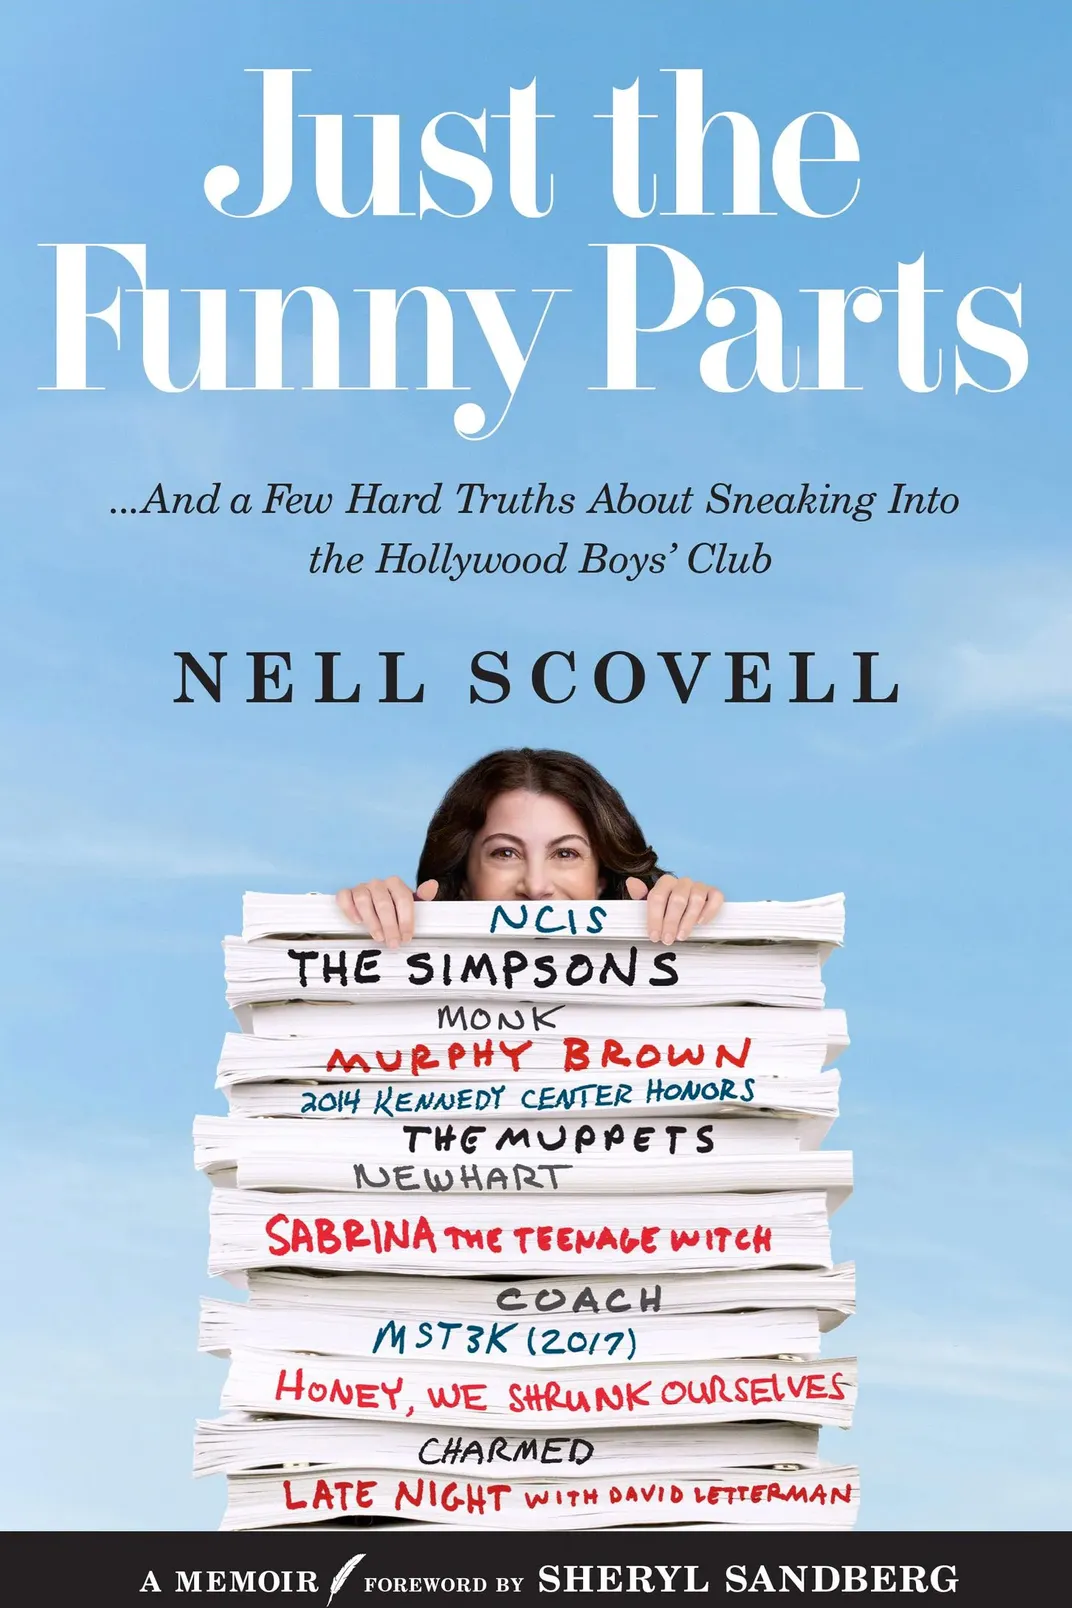 Just the
Funny Parts
...And a Few Hard Truths About Sneaking Into
the Hollywood Boys' Club
NELL SCOVELL
NCIS
THE SIMPSONS
MONK
MURPHY BROWN
2014 KENNEDY CENTER HONORS
THE MUPPETS
NEWHART
SABRINA THE TEENAGE WITCH
COACH
MST3K (2017)
HONEY, WE SHRUNK OURSELVES
CHARMED
LATE NIGHT WITH DAVID LETTERMAN
A MEMOIR FOREWORD BY SHERYL SANDBERG